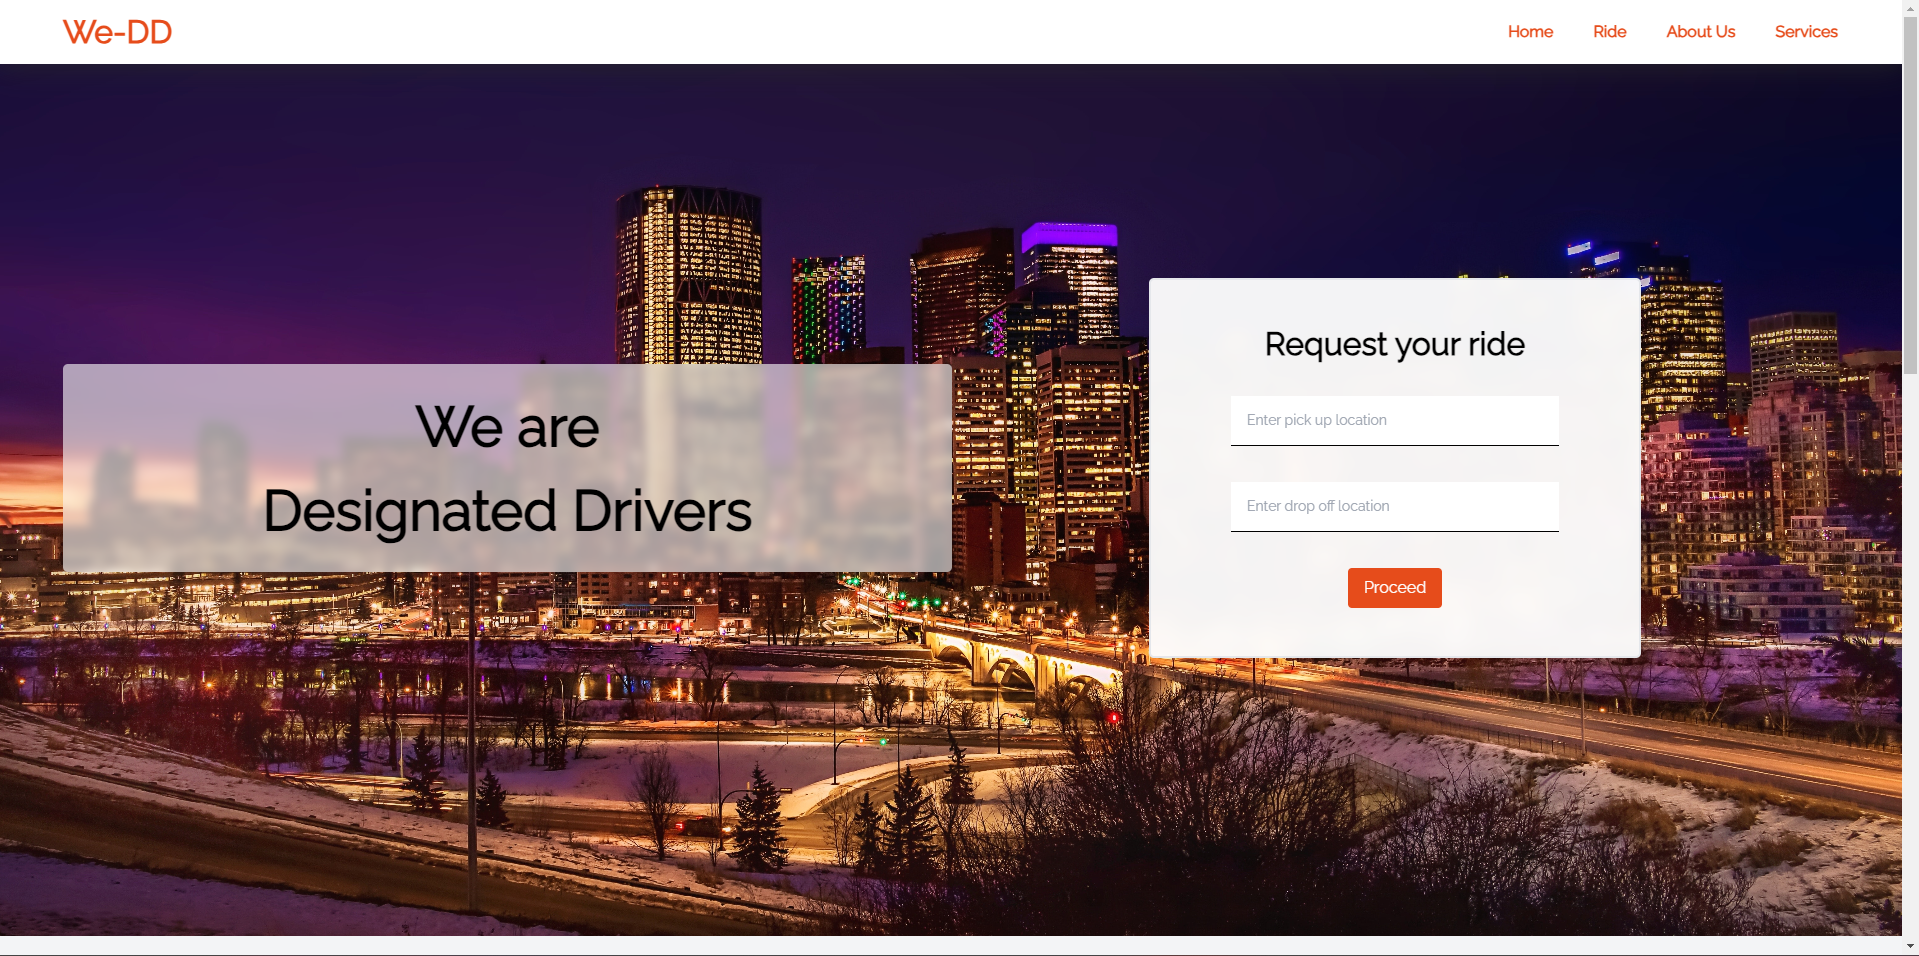 We-DD
Home Ride About Us Services
We are
Designated Drivers
Request your ride
Enter pick up location
Enter drop off location
Proceed